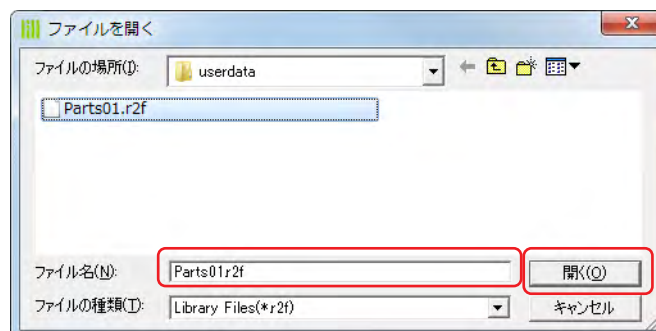 ファイルを開く
ファイルの場所(I):
userdata
Parts01.r2f
ファイル名(N):
Parts01.r2f
開く(O)
ファイルの種類(T):
Library Files(*.r2f)
キャンセル